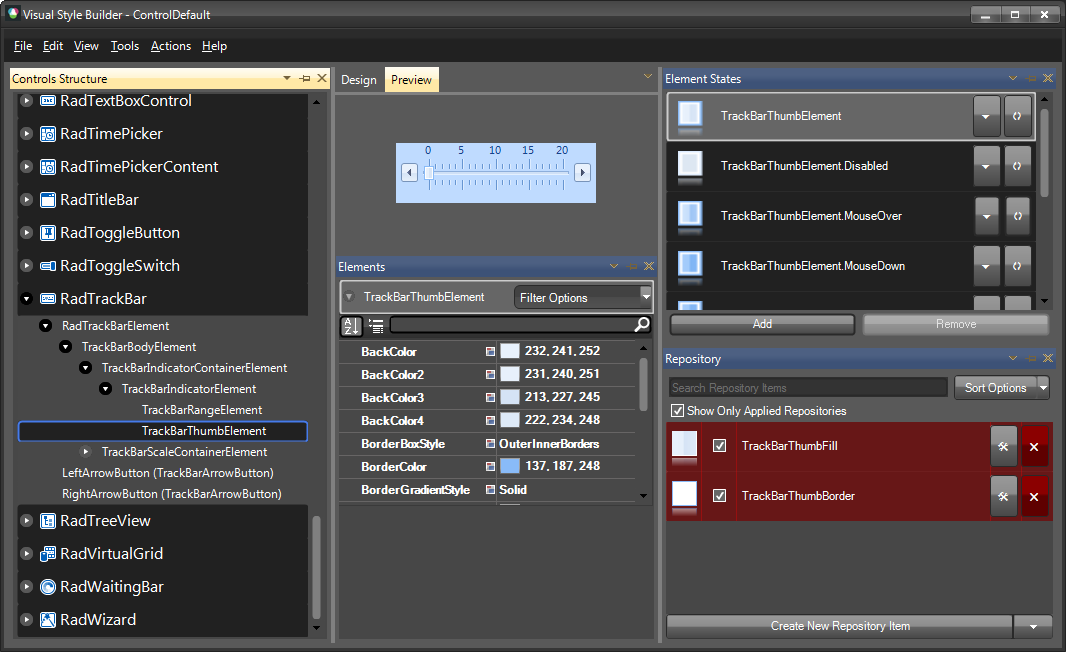 Visual Style Builder - ControlDefault
File Edit View Tools Actions Help
Controls Structure
RadTextBoxControl
RadTimePicker
RadTimePickerContent
RadTitleBar
RadToggleButton
RadToggleSwitch
RadTrackBar
RadTrackBarElement
TrackBarBodyElement
TrackBarIndicatorContainerElement
TrackBarIndicatorElement
TrackBarRangeElement
TrackBarThumbElement
TrackBarScaleContainerElement
LeftArrowButton (TrackBarArrowButton)
RightArrowButton (TrackBarArrowButton)
RadTreeView
RadVirtualGrid
RadWaitingBar
RadWizard
Design Preview
0 5 10 15 20
Elements
TrackBarThumbElement Filter Options
BackColor 232, 241, 252
BackColor2 231, 240, 251
BackColor3 213, 227, 245
BackColor4 222, 234, 248
BorderBoxStyle OuterInnerBorders
BorderColor 137, 187, 248
BorderGradientStyle Solid
Element States
TrackBarThumbElement
TrackBarThumbElement.Disabled
TrackBarThumbElement.MouseOver
TrackBarThumbElement.MouseDown
Add Remove
Repository
Search Repository Items Sort Options
Show Only Applied Repositories
TrackBarThumbFill
TrackBarThumbBorder
Create New Repository Item